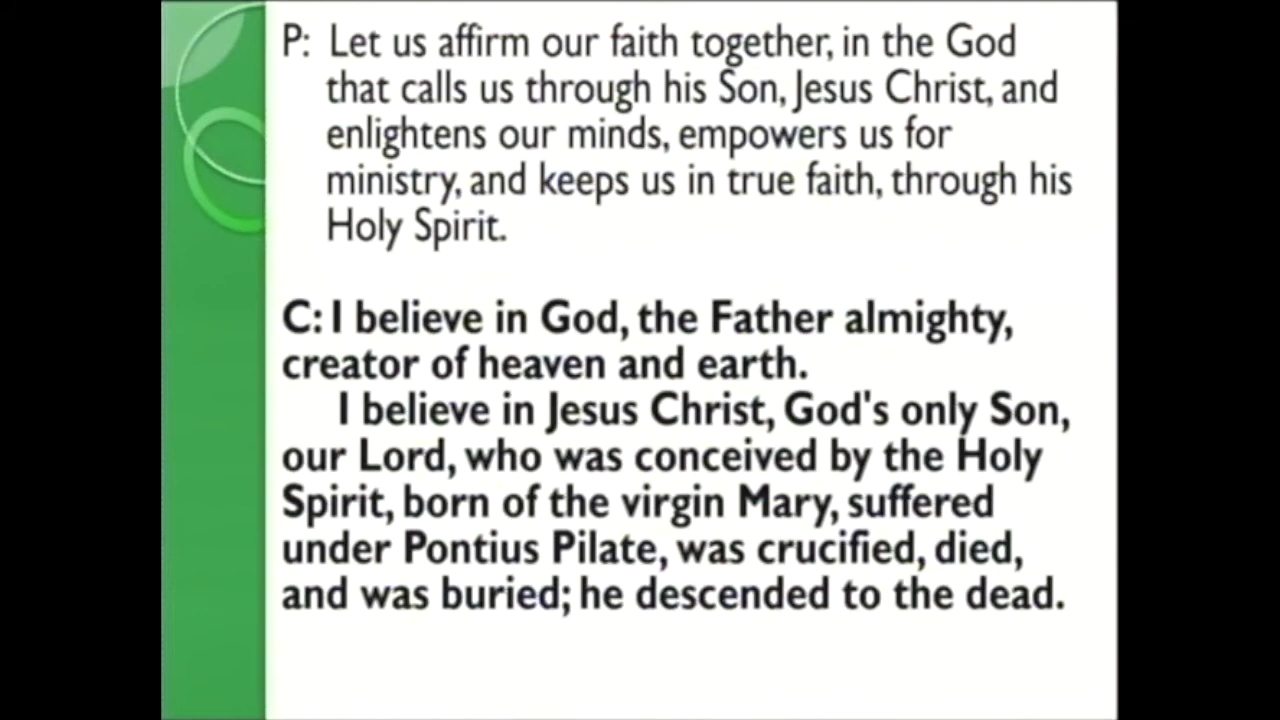 P: Let us affirm our faith together, in the God
that calls us through his Son, Jesus Christ, and
enlightens our minds, empowers us for
ministry, and keeps us in true faith, through his
Holy Spirit.
C: I believe in God, the Father almighty,
creator of heaven and earth.
I believe in Jesus Christ, God's only Son,
our Lord, who was conceived by the Holy
Spirit, born of the virgin Mary, suffered
under Pontius Pilate, was crucified, died,
and was buried; he descended to the dead.